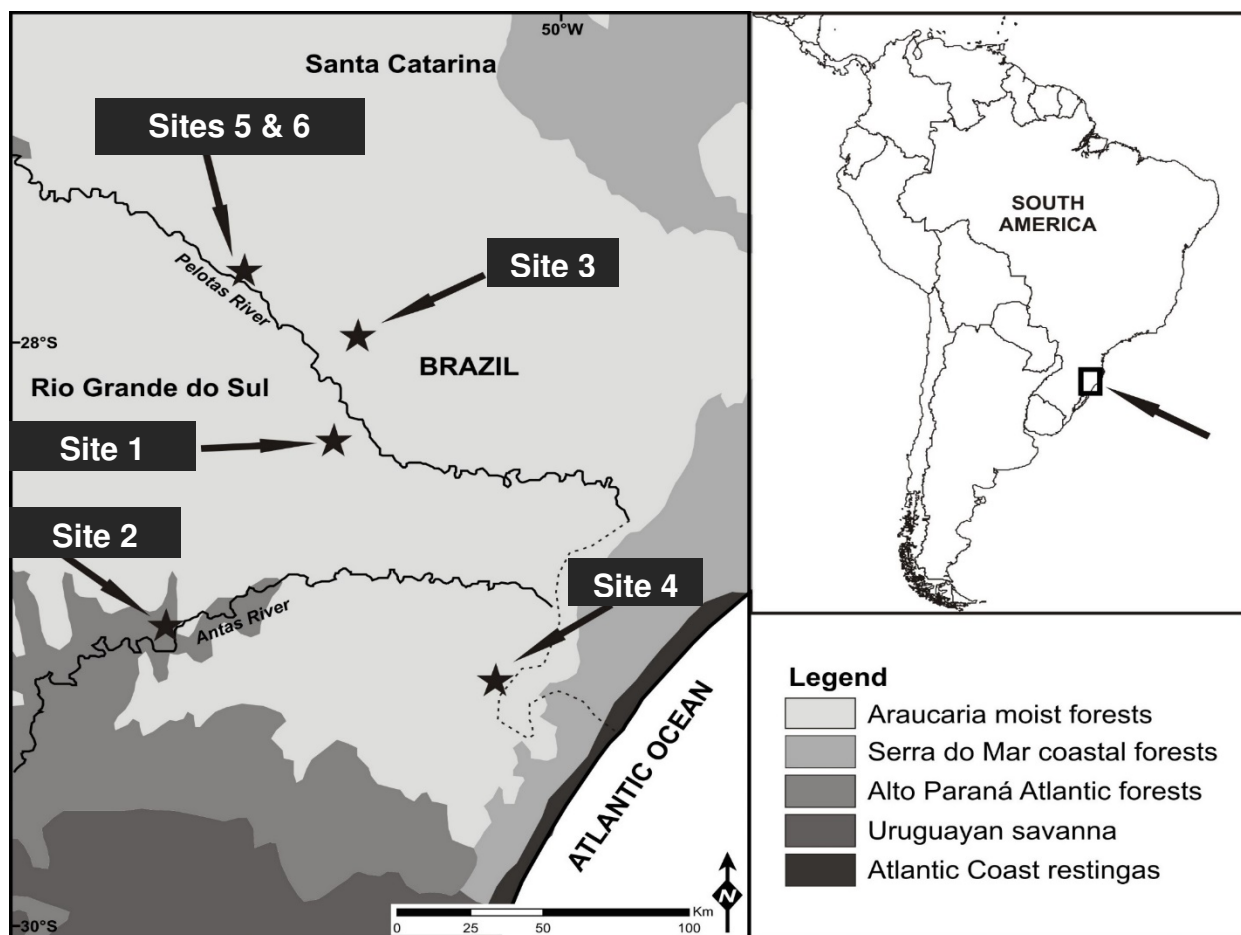 50°W
Santa Catarina
Sites 5 & 6
Pelotas River
Site 3
28°S
BRAZIL
Rio Grande do Sul
Site 1
Site 2
Antas River
Site 4
ATLANTIC OCEAN
30°S
0 25 50 100
Km
N
SOUTH
AMERICA
Legend
Araucaria moist forests
Serra do Mar coastal forests
Alto Paraná Atlantic forests
Uruguayan savanna
Atlantic Coast restingas